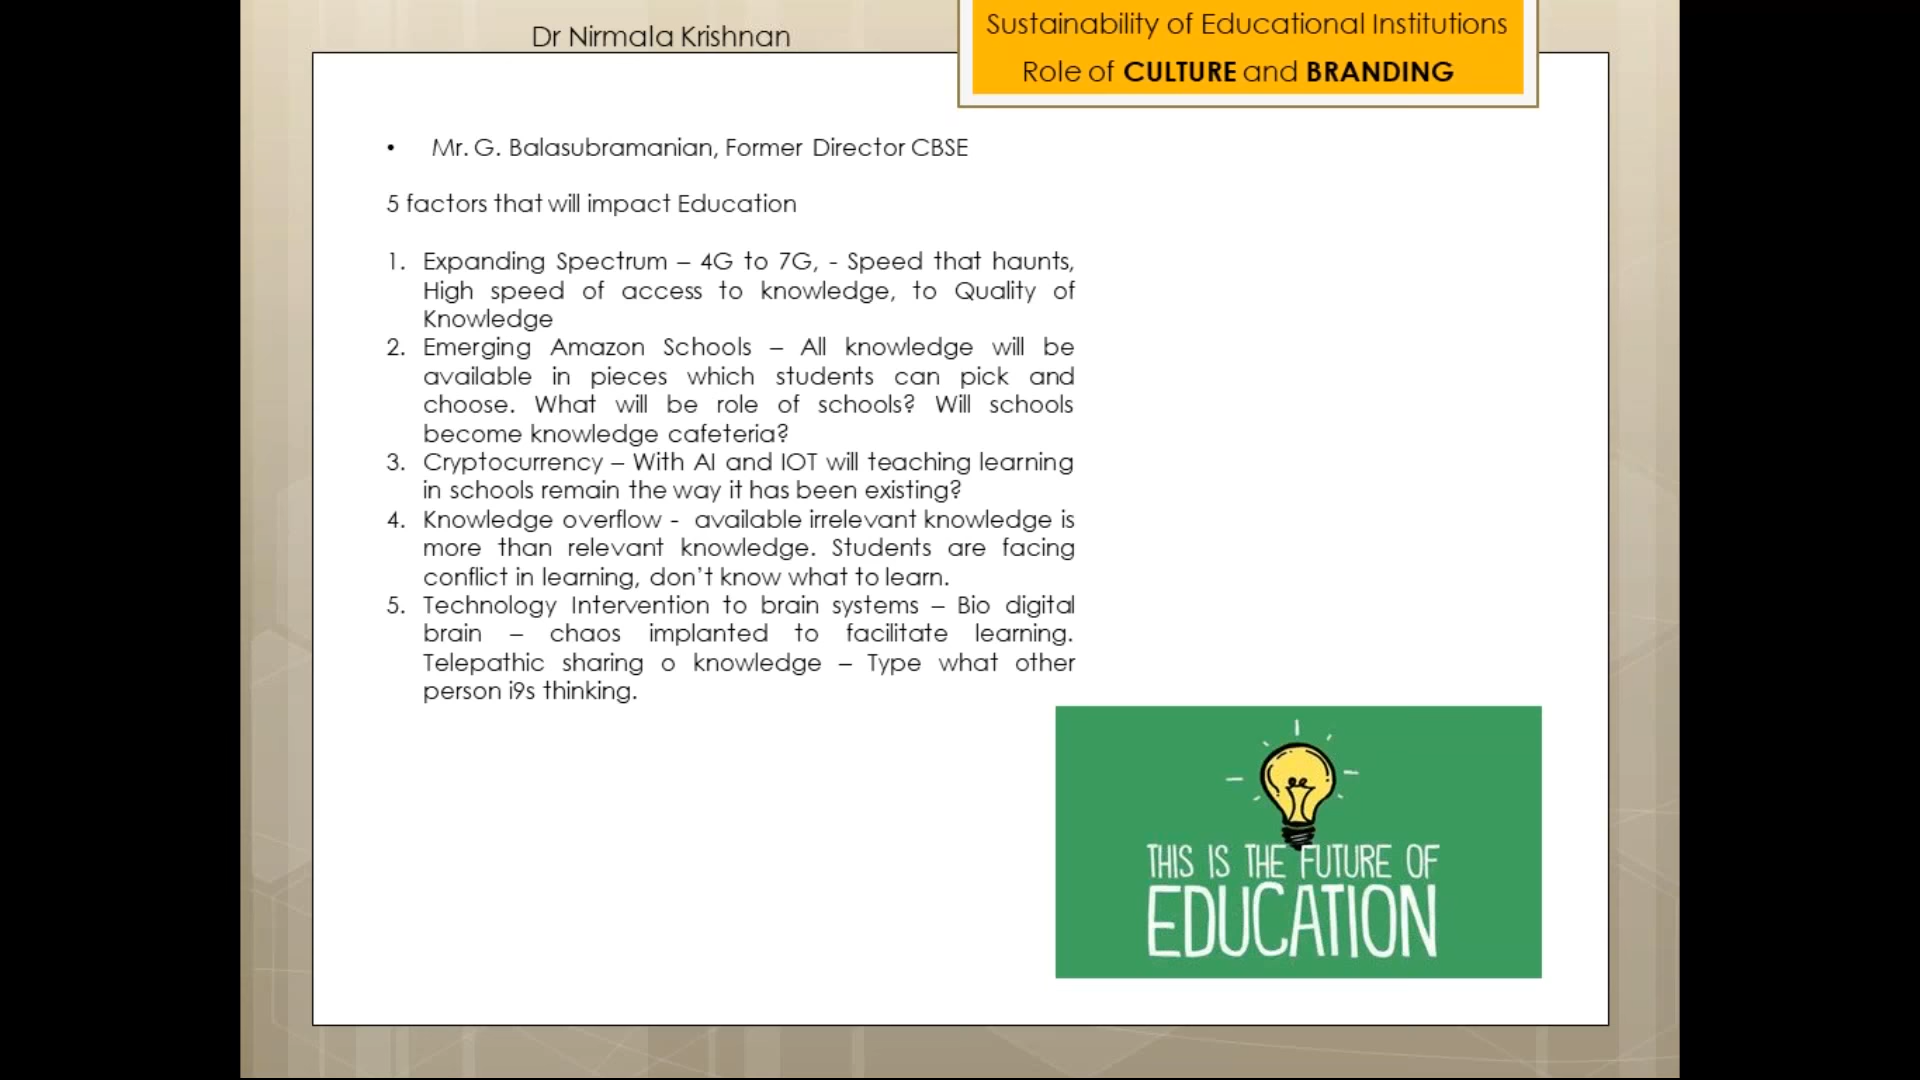 Dr Nirmala Krishnan
Sustainability of Educational Institutions
Role of CULTURE and BRANDING
• Mr. G. Balasubramanian, Former Director CBSE
5 factors that will impact Education
1. Expanding Spectrum – 4G to 7G, - Speed that haunts,
High speed of access to knowledge, to Quality of
Knowledge
2. Emerging Amazon Schools – All knowledge will be
available in pieces which students can pick and
choose. What will be role of schools? Will schools
become knowledge cafeteria?
3. Cryptocurrency – With AI and IOT will teaching learning
in schools remain the way it has been existing?
4. Knowledge overflow - available irrelevant knowledge is
more than relevant knowledge. Students are facing
conflict in learning, don’t know what to learn.
5. Technology Intervention to brain systems – Bio digital
brain – chaos implanted to facilitate learning.
Telepathic sharing o knowledge – Type what other
person i9s thinking.
THIS IS THE FUTURE OF
EDUCATION